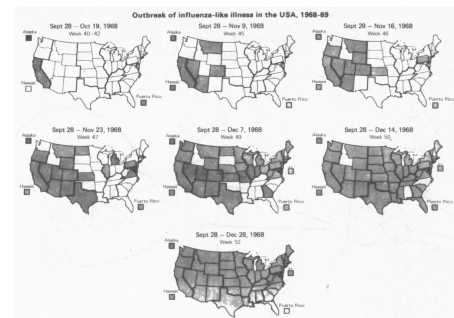 Outbreak of influenza-like illness in the USA, 1968-69
Sept 28 – Oct 19, 1968
Week 40-42
Alaska
Hawaii
Puerto Rico
Sept 28 – Nov 9, 1968
Week 45
Alaska
Hawaii
Puerto Rico
Sept 28 – Nov 16, 1968
Week 46
Alaska
Hawaii
Puerto Rico
Sept 28 – Nov 23, 1968
Week 47
Alaska
Hawaii
Puerto Rico
Sept 28 – Dec 7, 1968
Week 49
Alaska
Hawaii
Puerto Rico
Sept 28 – Dec 14, 1968
Week 50
Alaska
Hawaii
Puerto Rico
Sept 28 – Dec 28, 1968
Week 52
Alaska
Hawaii
Puerto Rico